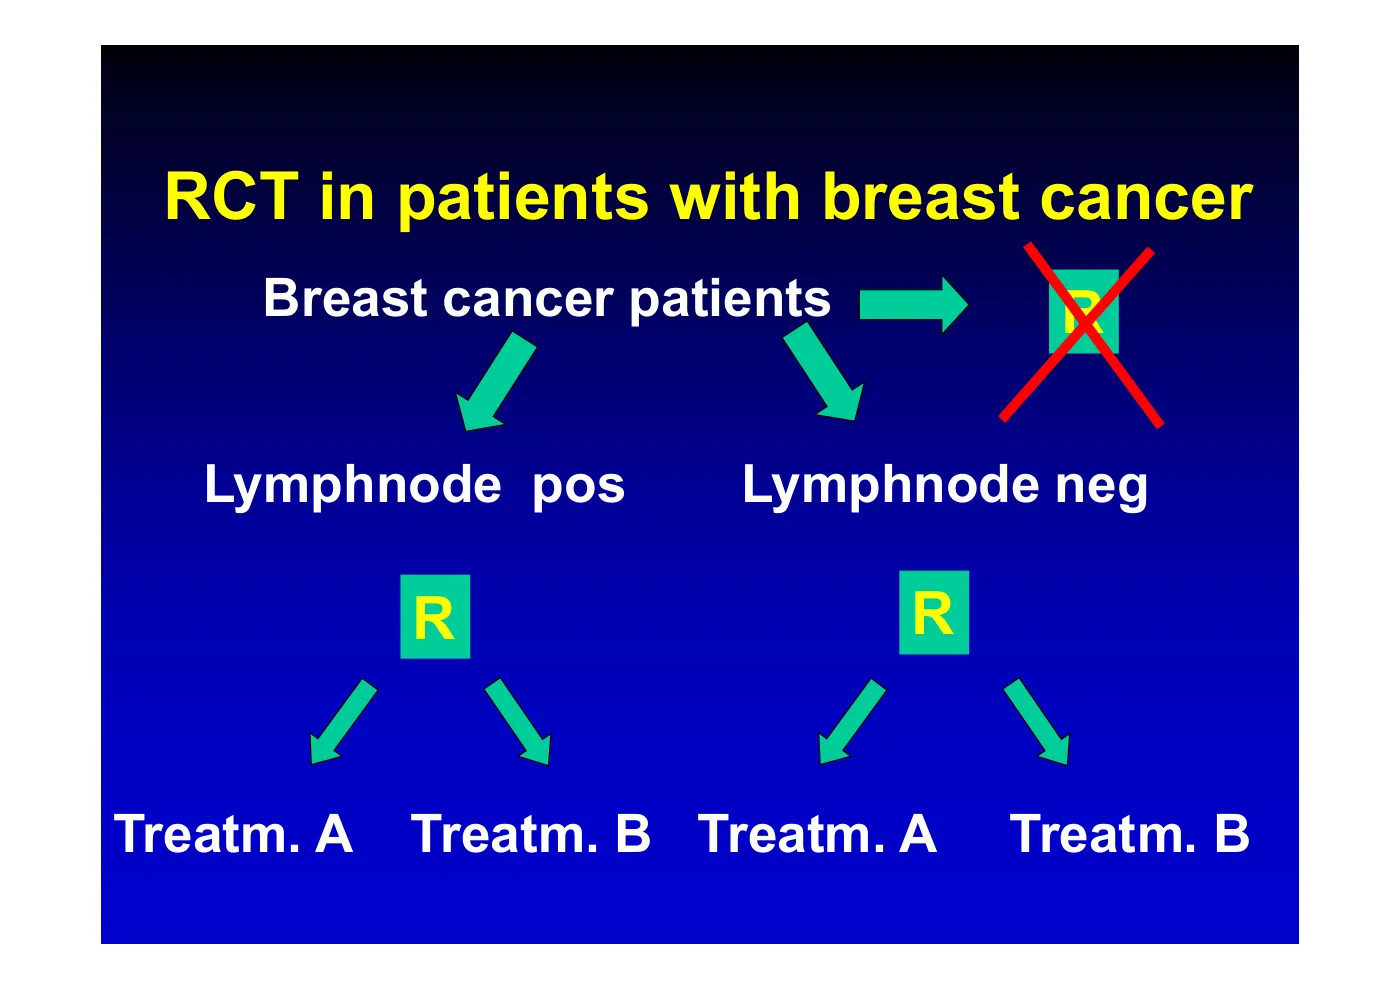 RCT in patients with breast cancer
Breast cancer patients
R
Lymphnode pos
Lymphnode neg
R
R
Treatm. A
Treatm. B
Treatm. A
Treatm. B